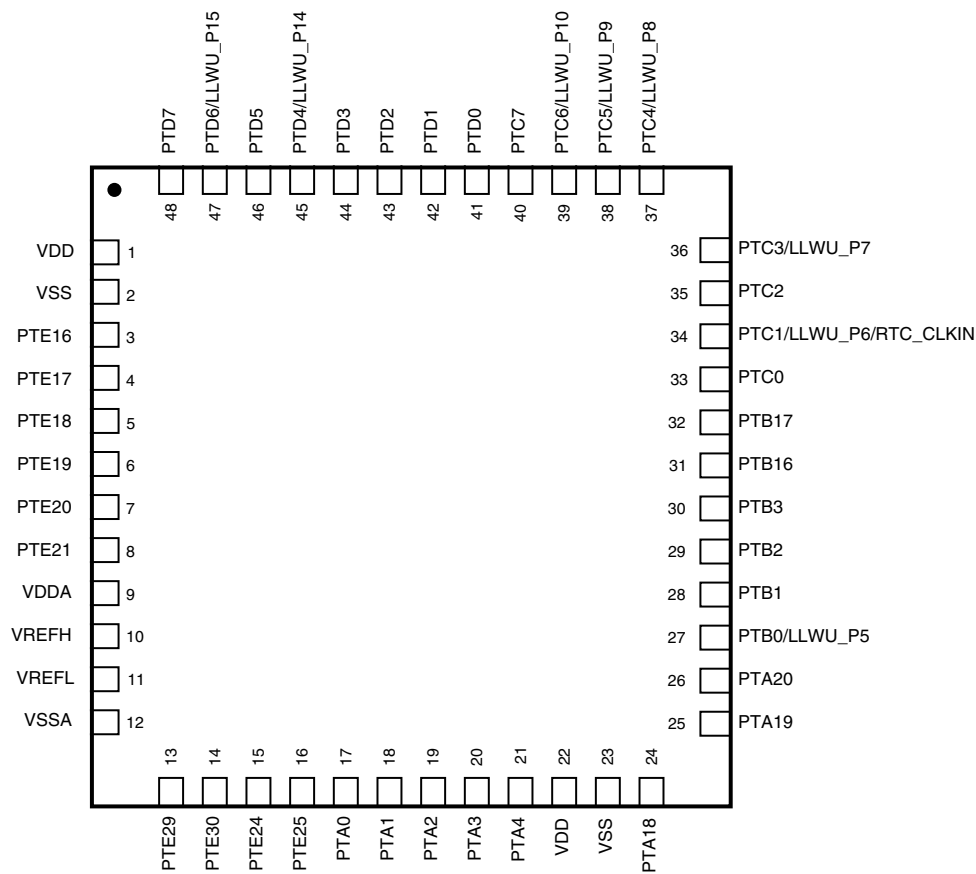 PTD7
PTD6/LLWU_P15
PTD5
PTD4/LLWU_P14
PTD3
PTD2
PTD1
PTD0
PTC7
PTC6/LLWU_P10
PTC5/LLWU_P9
PTC4/LLWU_P8
48
47
46
45
44
43
42
41
40
39
38
37
VDD 1
VSS 2
PTE16 3
PTE17 4
PTE18 5
PTE19 6
PTE20 7
PTE21 8
VDDA 9
VREFH 10
VREFL 11
VSSA 12
36 PTC3/LLWU_P7
35 PTC2
34 PTC1/LLWU_P6/RTC_CLKIN
33 PTC0
32 PTB17
31 PTB16
30 PTB3
29 PTB2
28 PTB1
27 PTB0/LLWU_P5
26 PTA20
25 PTA19
13
14
15
16
17
18
19
20
21
22
23
24
PTE29
PTE30
PTE24
PTE25
PTA0
PTA1
PTA2
PTA3
PTA4
VDD
VSS
PTA18